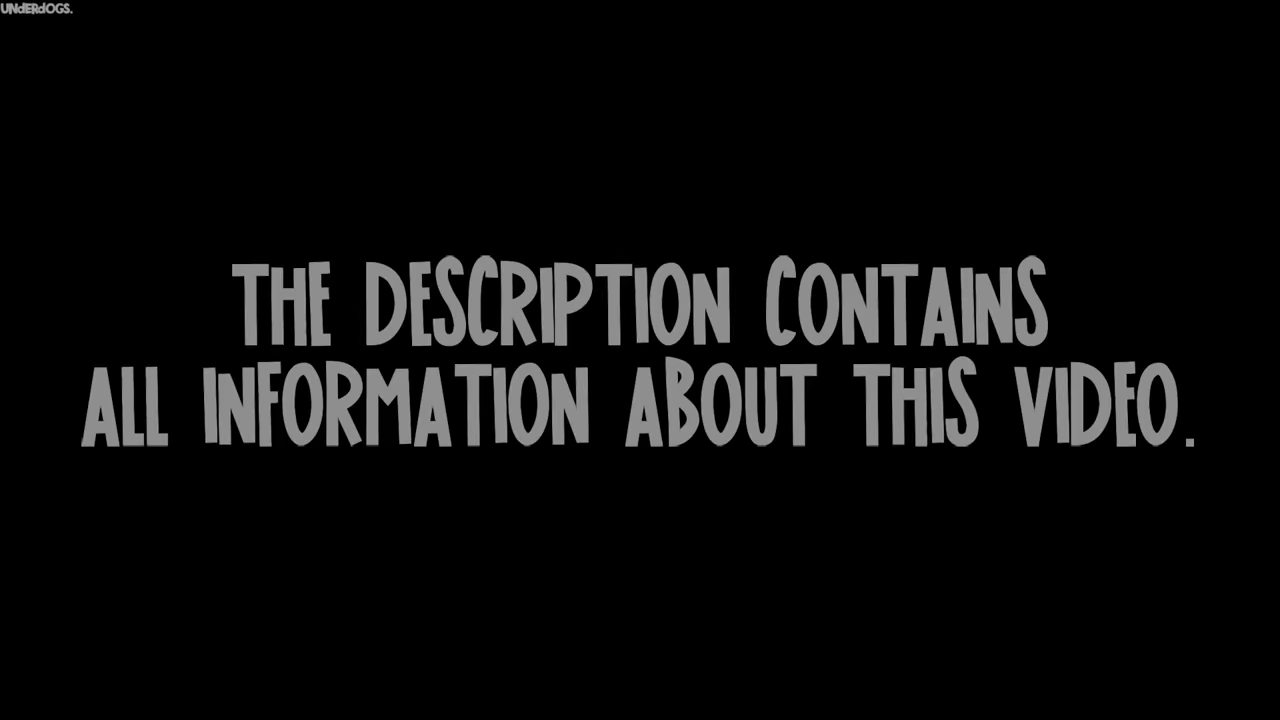 UNdERdOGS.
THE DESCRIPTION CONTAINS
ALL INFORMATION ABOUT THIS VIDEO.